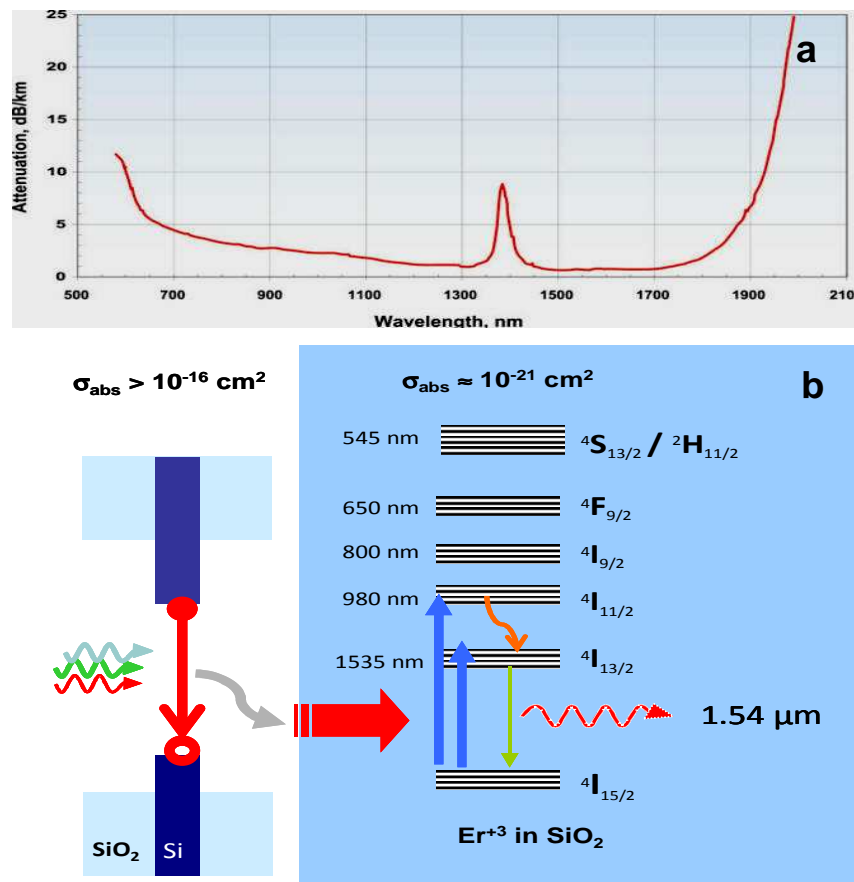 25
a
20
15
10
5
0
Attenuation, dB/km
500 700 900 1100 1300 1500 1700 1900 210
Wavelength, nm
σabs > 10⁻¹⁶ cm²
σabs ≈ 10⁻²¹ cm²
b
545 nm ⁴S₁₃/₂ / ²H₁₁/₂
650 nm ⁴F₉/₂
800 nm ⁴I₉/₂
980 nm ⁴I₁₁/₂
1535 nm ⁴I₁₃/₂
1.54 µm
⁴I₁₅/₂
SiO₂ Si
Er⁺³ in SiO₂